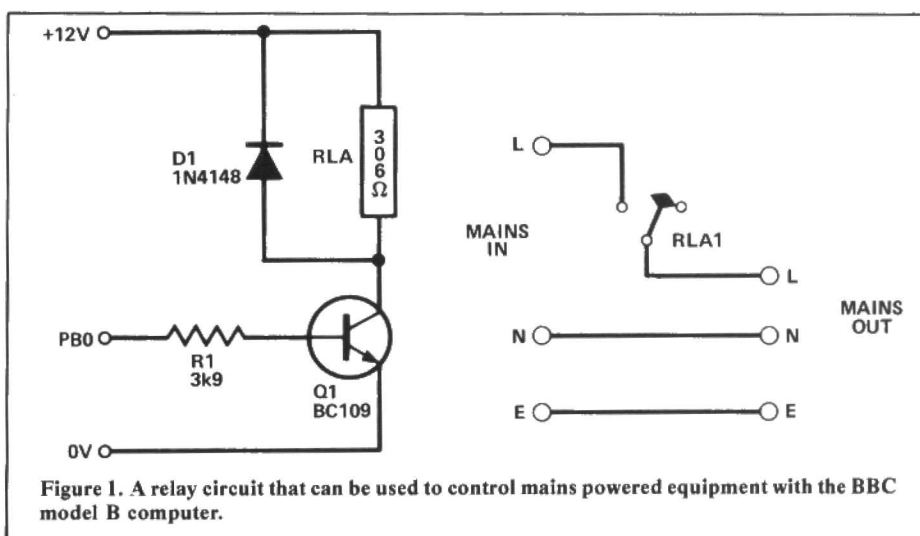 +12V
D1
1N4148
RLA
306Ω
PB0
R1
3k9
Q1
BC109
0V
L
MAINS
IN
RLA1
L
MAINS
OUT
N
N
E
E
Figure 1. A relay circuit that can be used to control mains powered equipment with the BBC
model B computer.